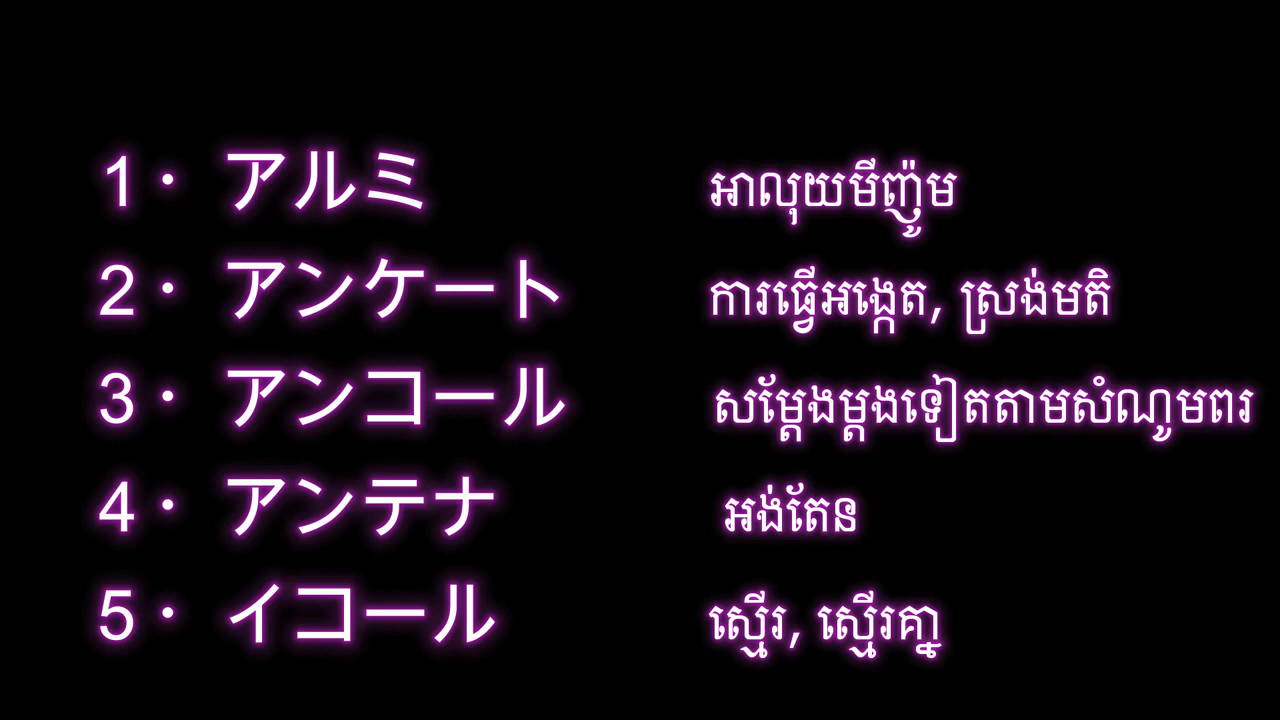 1・ アルミ អាលុយមីញ៉ូម
2・ アンケート ការធ្វើអង្កេត, ស្រង់មតិ
3・ アンコール សម្ដែងម្ដងទៀតតាមសំណូមពរ
4・ アンテナ អង់តែន
5・ イコール ស្មើរ, ស្មើរគ្នា